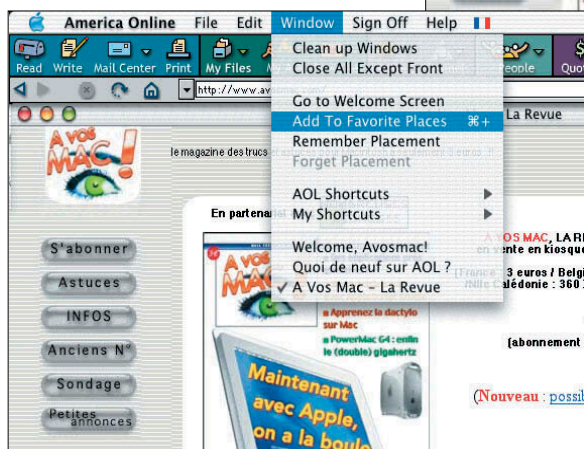 America Online File Edit Window Sign Off Help
Read Write Mail Center Print My Files People Quot
http://www.av
Clean up Windows
Close All Except Front
Go to Welcome Screen
Add To Favorite Places ⌘+
Remember Placement
Forget Placement
AOL Shortcuts
My Shortcuts
Welcome, Avosmac!
Quoi de neuf sur AOL ?
✓ A Vos Mac - La Revue
La Revue
A VOS MAC!
le magazine des trucs
En partena
S'abonner
Astuces
INFOS
Anciens N°
Sondage
Petites annonces
A VOS MAC!
Apprenez la dactylo
sur Mac
PowerMac G4 : enfin
le (double) gigahertz
Maintenant
avec Apple,
on a la boule
OS MAC, LA R
en vente en kiosque
3 euros / Belgi
Calédonie : 360
(abonnement
(Nouveau : possib